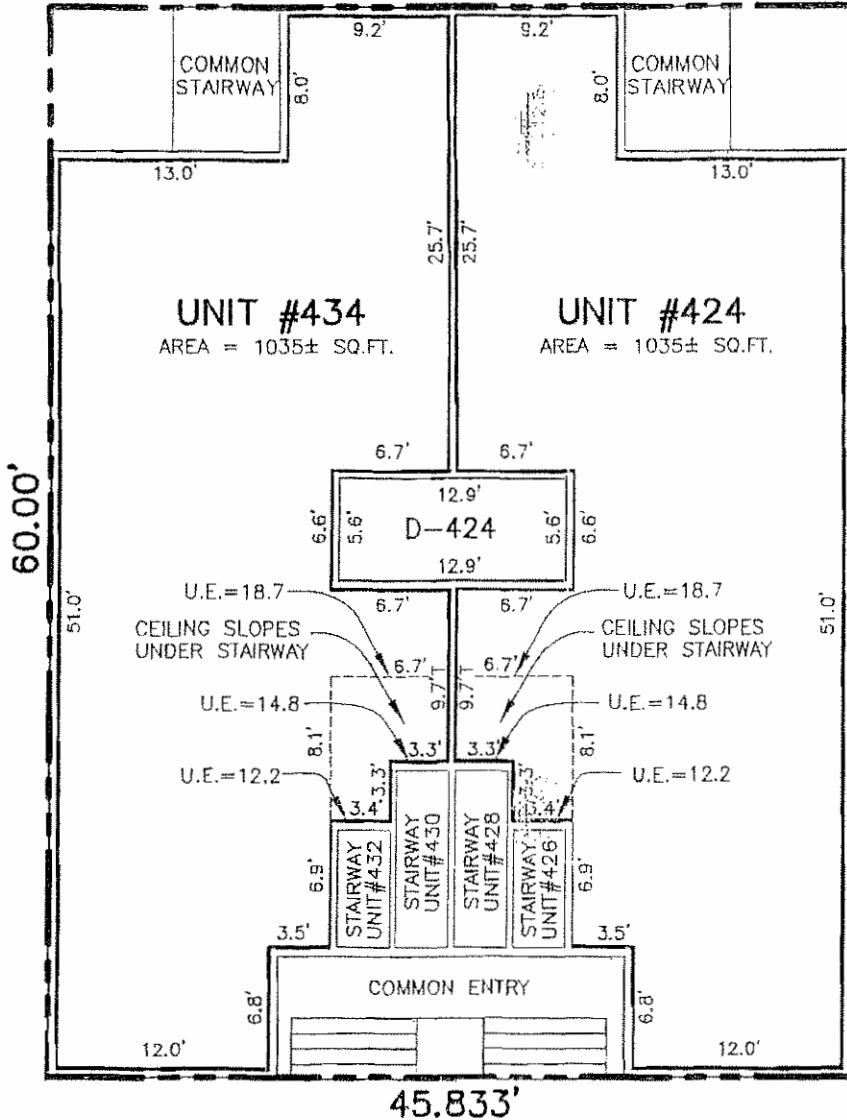 9.2'
9.2'
COMMON
STAIRWAY
8.0'
8.0'
COMMON
STAIRWAY
13.0'
13.0'
25.7'
25.7'
UNIT #434
AREA = 1035± SQ.FT.
UNIT #424
AREA = 1035± SQ.FT.
60.00'
51.0'
51.0'
6.7'
6.7'
12.9'
6.6'
5.6'
D-424
5.6'
6.6'
12.9'
6.7'
6.7'
U.E.=18.7
U.E.=18.7
CEILING SLOPES
UNDER STAIRWAY
CEILING SLOPES
UNDER STAIRWAY
6.7'
9.7'
9.7'
6.7'
U.E.=14.8
U.E.=14.8
8.1'
8.1'
3.3'
3.3'
U.E.=12.2
U.E.=12.2
3.3'
3.3'
3.4'
3.4'
STAIRWAY
UNIT#432
STAIRWAY
UNIT#430
STAIRWAY
UNIT#428
STAIRWAY
UNIT#426
6.9'
6.9'
3.5'
3.5'
6.8'
COMMON ENTRY
6.8'
12.0'
12.0'
45.833'